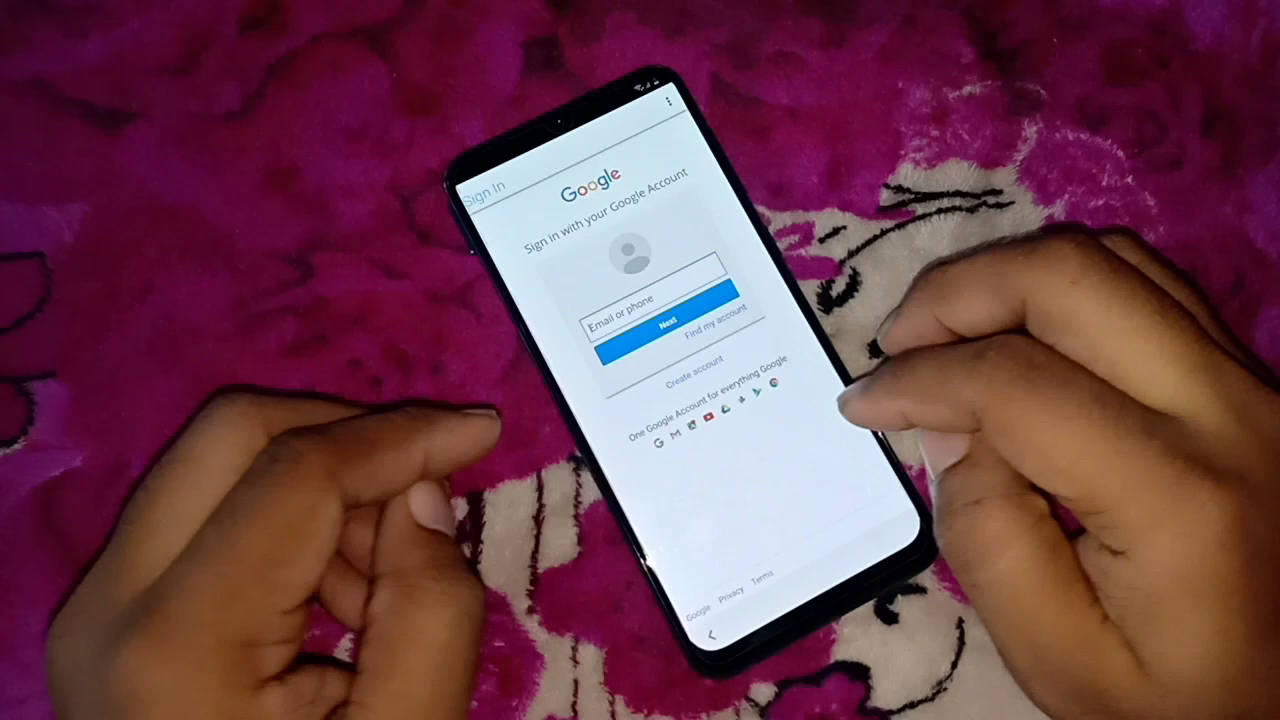 Sign In
Google
Sign in with your Google Account
Email or phone
Next
Find my account
Create account
One Google Account for everything Google
Google Privacy Terms